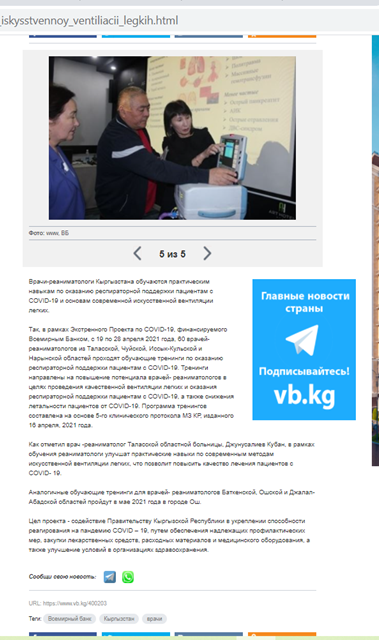 _iskysstvennoy_ventiliacii_legkih.html
Острый
Фото: www, ВБ
5 из 5
Врачи-реаниматологи Кыргызстана обучаются практическим
навыкам по оказанию респираторной поддержки пациентам с
COVID-19 и основам современной искусственной вентиляции
легких.
Так, в рамках Экстренного Проекта по COVID-19, финансируемого
Всемирным Банком, с 19 по 28 апреля 2021 года, 60 врачей-
реаниматологов из Таласской, Чуйской, Иссык-Кульской и
Нарынской областей проходят обучающие тренинги по оказанию
респираторной поддержки пациентам с COVID-19. Тренинги
направлены на повышение потенциала врачей- реаниматологов в
целях проведения качественной вентиляции легких и оказания
респираторной поддержки пациентам с COVID-19, а также снижения
летальности пациентов от COVID-19. Программа тренингов
составлена на основе 5-го клинического протокола МЗ КР, изданного
16 апреля, 2021 года.
Как отметил врач -реаниматолог Таласской областной больницы, Джунусалиев Кубан, в рамках
обучения реаниматологи улучшат практические навыки по современным методам
искусственной вентиляции легких, что позволит повысить качество лечения пациентов с
COVID- 19.
Аналогичные обучающие тренинги для врачей- реаниматологов Баткенской, Ошской и Джалал-
Абадской областей пройдут в мае 2021 года в городе Ош.
Цель проекта - содействие Правительству Кыргызской Республики в укреплении способности
реагирования на пандемию COVID – 19, путем обеспечения надлежащих профилактических
мер, закупки лекарственных средств, расходных материалов и медицинского оборудования, а
также улучшение условий в организациях здравоохранения.
Главные новости
страны
Подписывайтесь!
vb.kg
Сообщи свою новость:
URL: https://www.vb.kg/400203
Теги: Всемирный банк Кыргызстан врачи